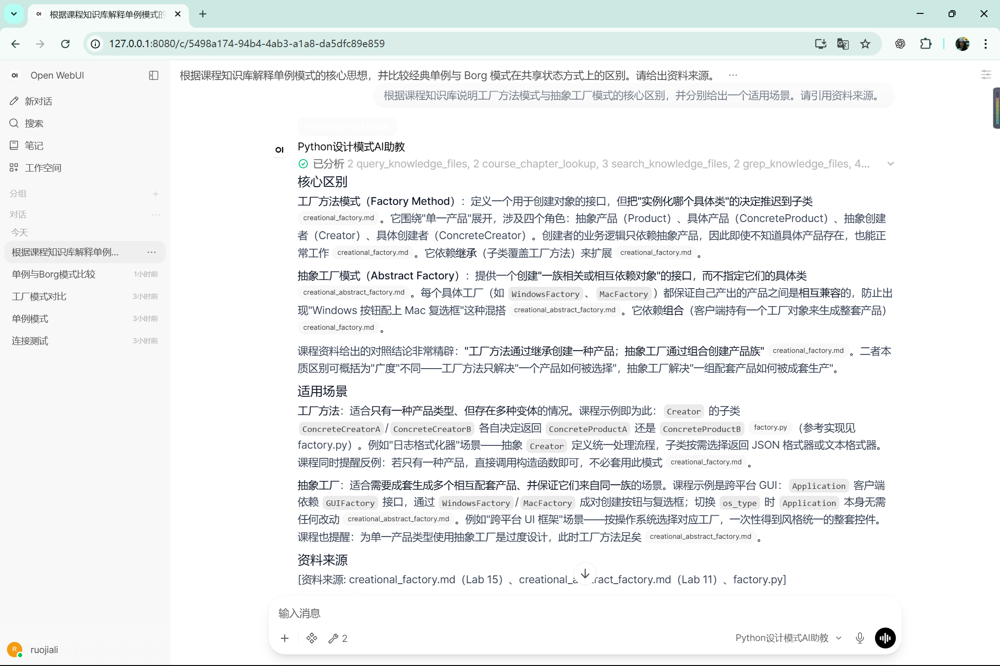 根据课程知识库解释单例模式的
127.0.0.1:8080/c/5498a174-94b4-4ab3-a1a8-da5dfc89e859
OI Open WebUI
新对话
搜索
笔记
工作空间
分组
对话
今天
根据课程知识库解释单例...
单例与Borg模式比较 1小时前
工厂模式对比 3小时前
单例模式 3小时前
连接测试 3小时前
R ruojiali
根据课程知识库解释单例模式的核心思想，并比较经典单例与 Borg 模式在共享状态方式上的区别。请给出资料来源。
根据课程知识库说明工厂方法模式与抽象工厂模式的核心区别，并分别给出一个适用场景。请引用资料来源。
OI Python设计模式AI助教
已分析 2 query_knowledge_files, 2 course_chapter_lookup, 3 search_knowledge_files, 2 grep_knowledge_files, 4...
核心区别
工厂方法模式（Factory Method）：定义一个用于创建对象的接口，但把"实例化哪个具体类"的决定推迟到子类
creational_factory.md 。它围绕"单一产品"展开，涉及四个角色：抽象产品（Product）、具体产品（ConcreteProduct）、抽象创建
者（Creator）、具体创建者（ConcreteCreator）。创建者的业务逻辑只依赖抽象产品，因此即使不知道具体产品存在，也能正
常工作 creational_factory.md 。它依赖继承（子类覆盖工厂方法）来扩展 creational_factory.md 。
抽象工厂模式（Abstract Factory）：提供一个创建"一族相关或相互依赖对象"的接口，而不指定它们的具体类
creational_abstract_factory.md 。每个具体工厂（如 WindowsFactory 、 MacFactory ）都保证自己产出的产品之间是相互兼容的，防止出
现"Windows 按钮配上 Mac 复选框"这种混搭 creational_abstract_factory.md 。它依赖组合（客户端持有一个工厂对象来生成整套产品）
creational_factory.md 。
课程资料给出的对照结论非常精辟："工厂方法通过继承创建一种产品；抽象工厂通过组合创建产品族" creational_factory.md 。二者本
质区别可概括为"广度"不同——工厂方法只解决"一个产品如何被选择"，抽象工厂解决"一组配套产品如何被成套生产"。
适用场景
工厂方法：适合只有一种产品类型、但存在多种变体的情况。课程示例即为此： Creator 的子类
ConcreteCreatorA / ConcreteCreatorB 各自决定返回 ConcreteProductA 还是 ConcreteProductB factory.py （参考实现见
factory.py）。例如"日志格式化器"场景——抽象 Creator 定义统一处理流程，子类按需选择返回 JSON 格式器或文本格式器。
课程同时提醒反例：若只有一种产品，直接调用构造函数即可，不必套用此模式 creational_factory.md 。
抽象工厂：适合需要成套生成多个相互配套产品、并保证它们来自同一族的场景。课程示例是跨平台 GUI： Application 客户端
依赖 GUIFactory 接口，通过 WindowsFactory / MacFactory 成对创建按钮与复选框；切换 os_type 时 Application 本身无需
任何改动 creational_abstract_factory.md 。例如"跨平台 UI 框架"场景——按操作系统选择对应工厂，一次性得到风格统一的整套控件。
课程也提醒：为单一产品类型使用抽象工厂是过度设计，此时工厂方法足矣 creational_abstract_factory.md 。
资料来源
[资料来源: creational_factory.md（Lab 15）、creational_a ract_factory.md（Lab 11）、factory.py]
输入消息
2
Python设计模式AI助教